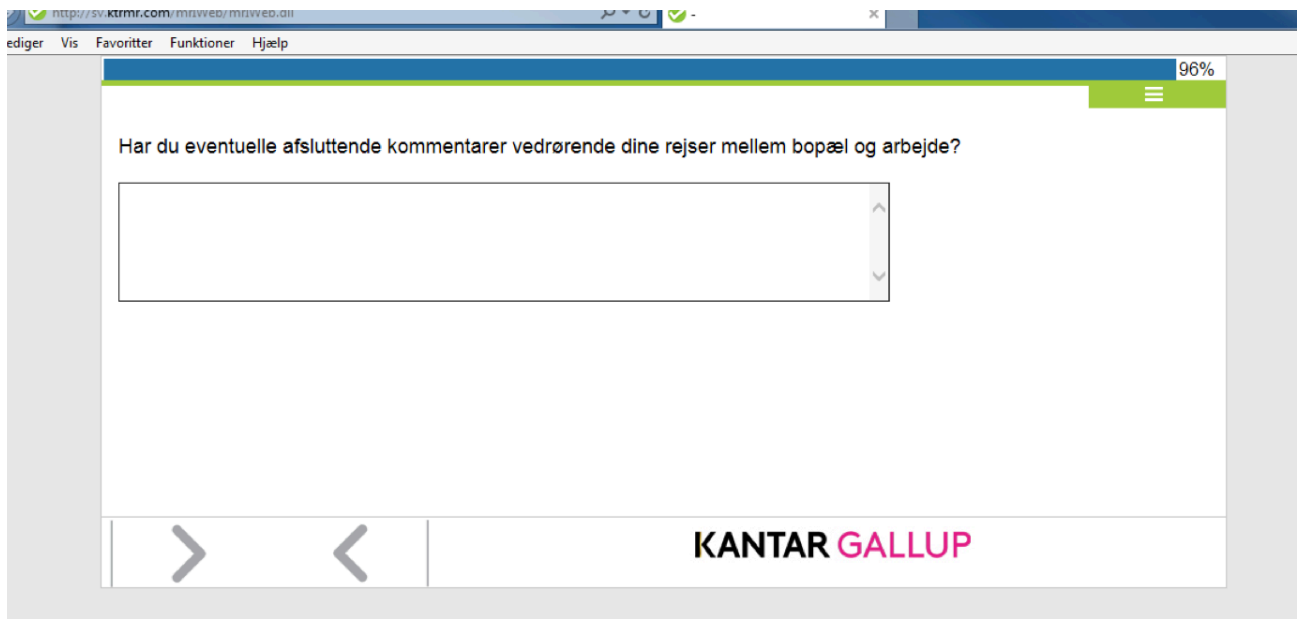 http://sv.ktrmr.com/mrIWeb/mrIWeb.dll
-
ediger Vis Favoritter Funktioner Hjælp
96%
Har du eventuelle afsluttende kommentarer vedrørende dine rejser mellem bopæl og arbejde?
KANTAR GALLUP